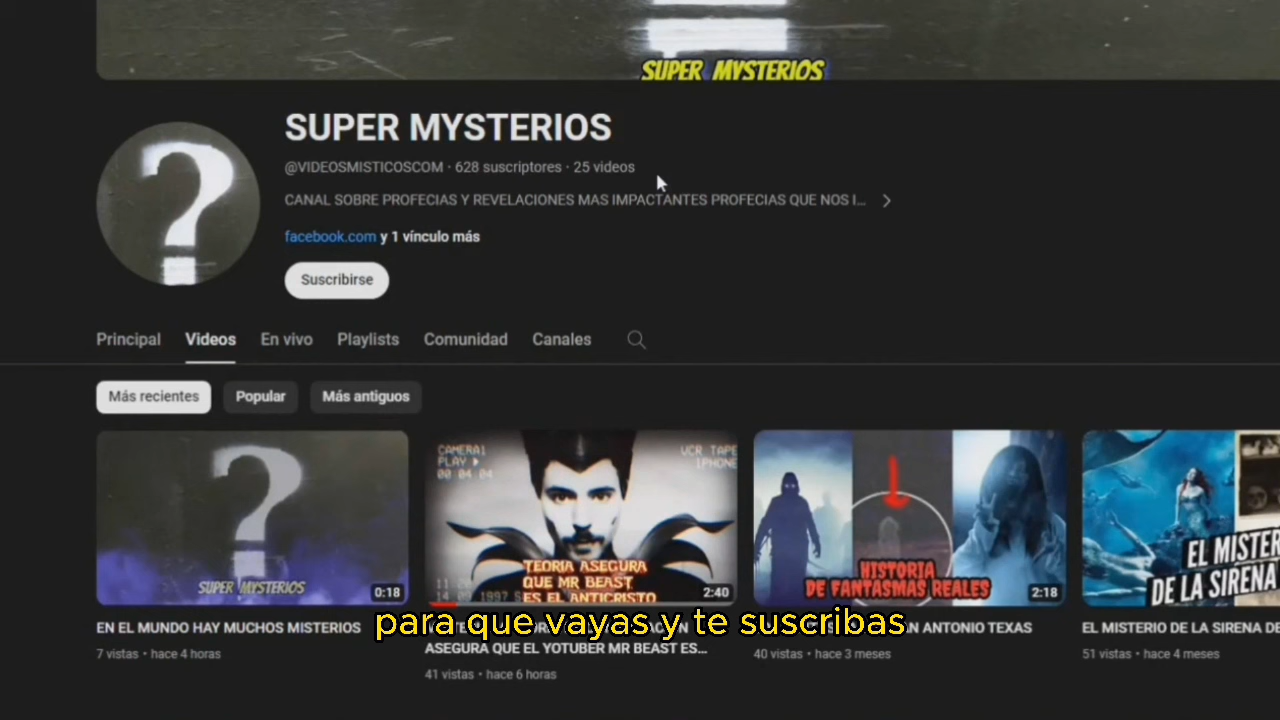 SUPER MYSTERIOS
SUPER MYSTERIOS
@VIDEOSMISTICOSCOM · 628 suscriptores · 25 videos
CANAL SOBRE PROFECIAS Y REVELACIONES MAS IMPACTANTES PROFECIAS QUE NOS I...
facebook.com y 1 vínculo más
Suscribirse
Principal Videos En vivo Playlists Comunidad Canales
Más recientes Popular Más antiguos
SUPER MYSTERIOS
0:18
CAMERA1
PLAY
00 04 04
VCR TAPE
IPHONE
TEORIA ASEGURA
QUE MR BEAST
ES EL ANTICRISTO
2:40
HISTORIA
DE FANTASMAS REALES
2:18
EL MISTER
DE LA SIRENA
para que vayas y te suscribas
EN EL MUNDO HAY MUCHOS MISTERIOS
7 vistas · hace 4 horas
ASEGURA QUE EL YOTUBER MR BEAST ES...
41 vistas · hace 6 horas
AN ANTONIO TEXAS
40 vistas · hace 3 meses
EL MISTERIO DE LA SIRENA DE
51 vistas · hace 4 meses